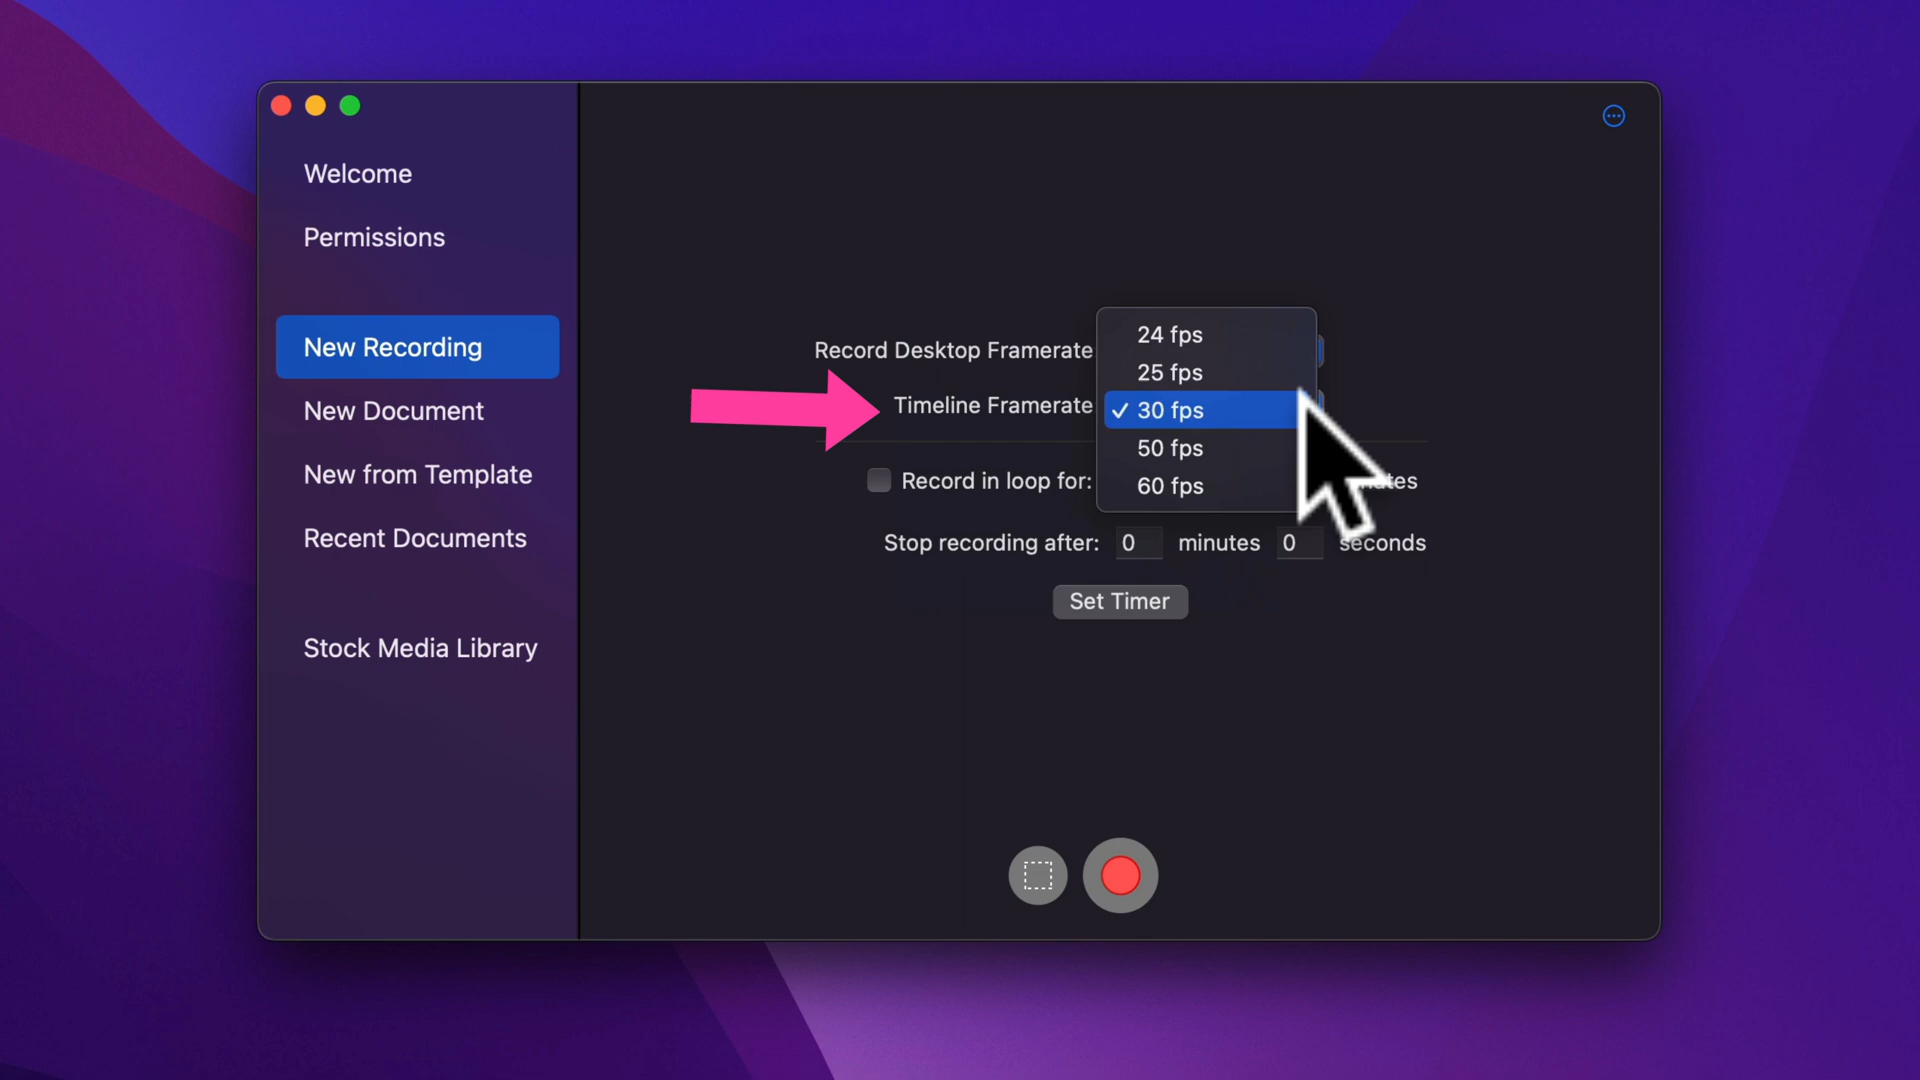 Welcome
Permissions
New Recording
New Document
New from Template
Recent Documents
Stock Media Library
Record Desktop Framerate
Timeline Framerate
24 fps
25 fps
✓ 30 fps
50 fps
60 fps
Record in loop for:
Stop recording after: 0 minutes 0 seconds
Set Timer